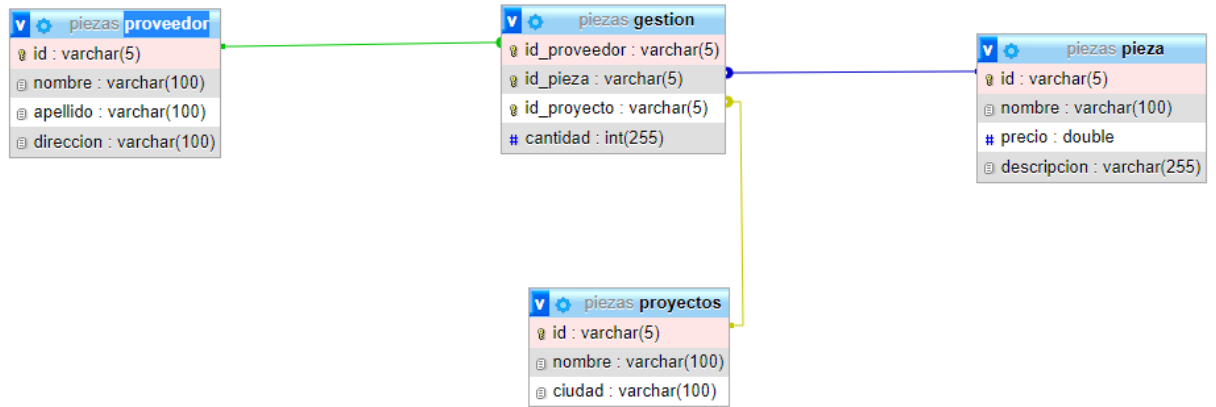 v piezas proveedor
id : varchar(5)
nombre : varchar(100)
apellido : varchar(100)
direccion : varchar(100)
v piezas gestion
id_proveedor : varchar(5)
id_pieza : varchar(5)
id_proyecto : varchar(5)
# cantidad : int(255)
v piezas pieza
id : varchar(5)
nombre : varchar(100)
# precio : double
descripcion : varchar(255)
v piezas proyectos
id : varchar(5)
nombre : varchar(100)
ciudad : varchar(100)